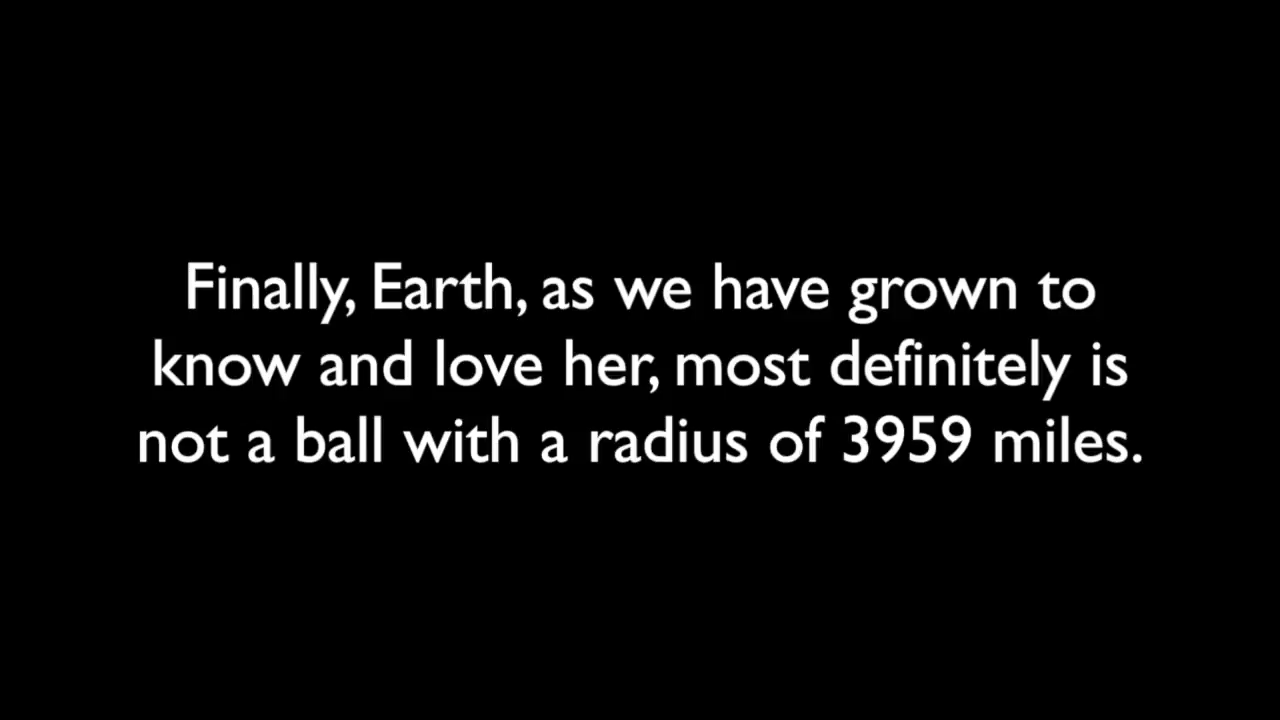 Finally, Earth, as we have grown to
know and love her, most definitely is
not a ball with a radius of 3959 miles.